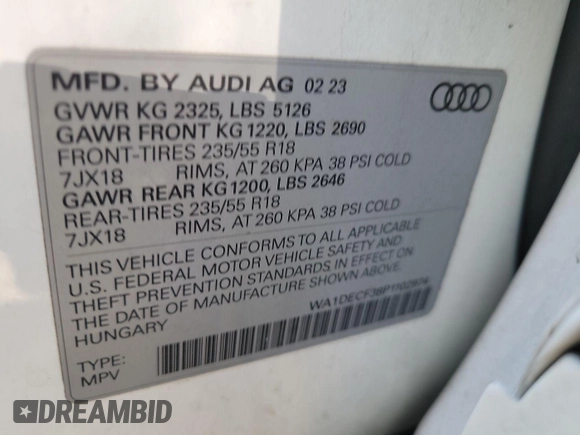 MFD. BY AUDI AG 02 23
GVWR KG 2325, LBS 5126
GAWR FRONT KG 1220, LBS 2690
FRONT-TIRES 235/55 R18
7JX18 RIMS, AT 260 KPA 38 PSI COLD
GAWR REAR KG1200, LBS 2646
REAR-TIRES 235/55 R18
7JX18 RIMS, AT 260 KPA 38 PSI COLD
THIS VEHICLE CONFORMS TO ALL APPLICABLE
U.S. FEDERAL MOTOR VEHICLE SAFETY AND
THEFT PREVENTION STANDARDS IN EFFECT ON
THE DATE OF MANUFACTURE SHOWN ABOVE.
HUNGARY
TYPE:
MPV
DREAMBID